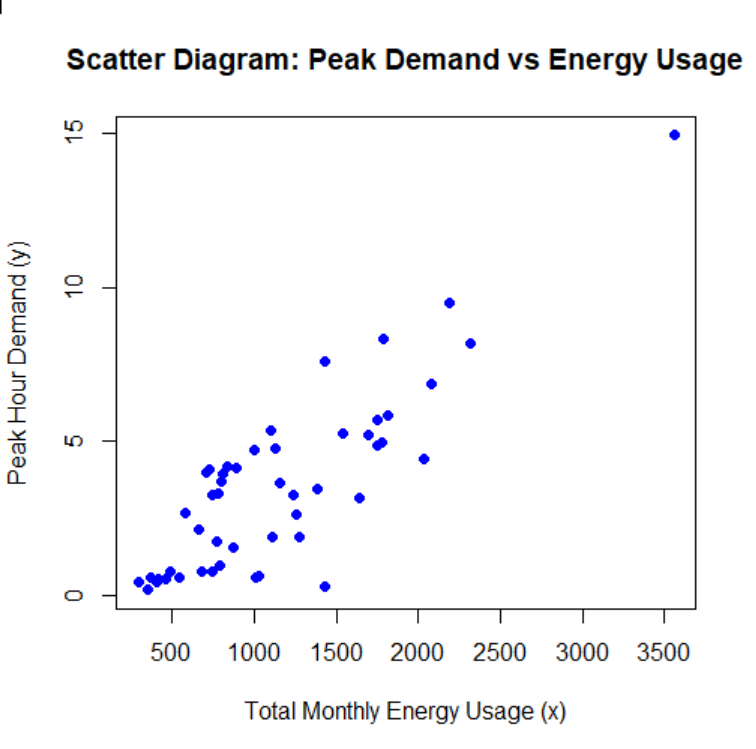 Scatter Diagram: Peak Demand vs Energy Usage
15
10
5
0
Peak Hour Demand (y)
500 1000 1500 2000 2500 3000 3500
Total Monthly Energy Usage (x)